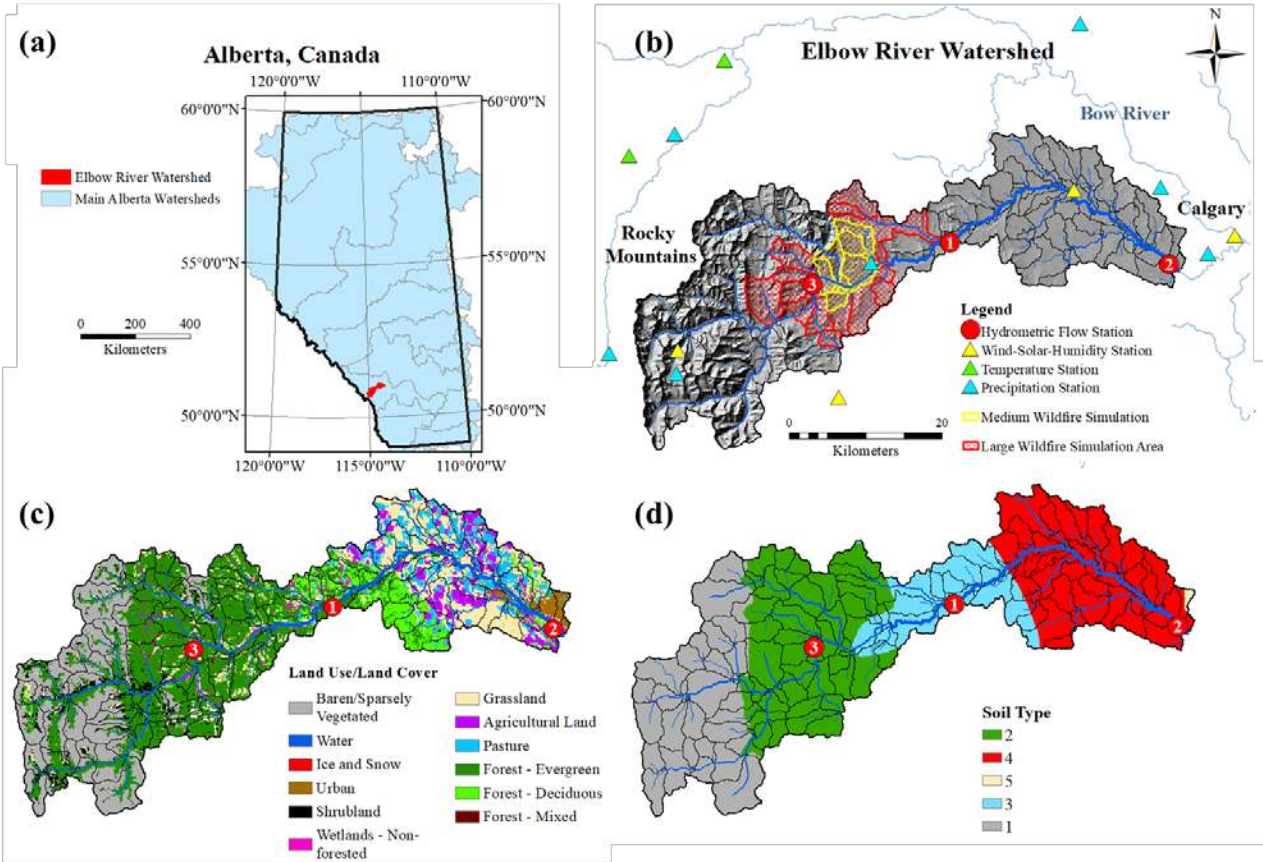 (a)
Alberta, Canada
120°0'0"W
110°0'0"W
60°0'0"N
60°0'0"N
Elbow River Watershed
Main Alberta Watersheds
55°0'0"N
55°0'0"N
0
200
400
Kilometers
50°0'0"N
50°0'0"N
120°0'0"W
115°0'0"W
110°0'0"W
(b)
Elbow River Watershed
N
Bow River
Calgary
Rocky
Mountains
1
2
3
Legend
Hydrometric Flow Station
Wind-Solar-Humidity Station
Temperature Station
Precipitation Station
Medium Wildfire Simulation
Large Wildfire Simulation Area
0
20
Kilometers
(c)
1
2
3
Land Use/Land Cover
Baren/Sparsely
Vegetated
Water
Ice and Snow
Urban
Shrubland
Wetlands - Non-
forested
Grassland
Agricultural Land
Pasture
Forest - Evergreen
Forest - Deciduous
Forest - Mixed
(d)
1
2
3
Soil Type
2
4
5
3
1